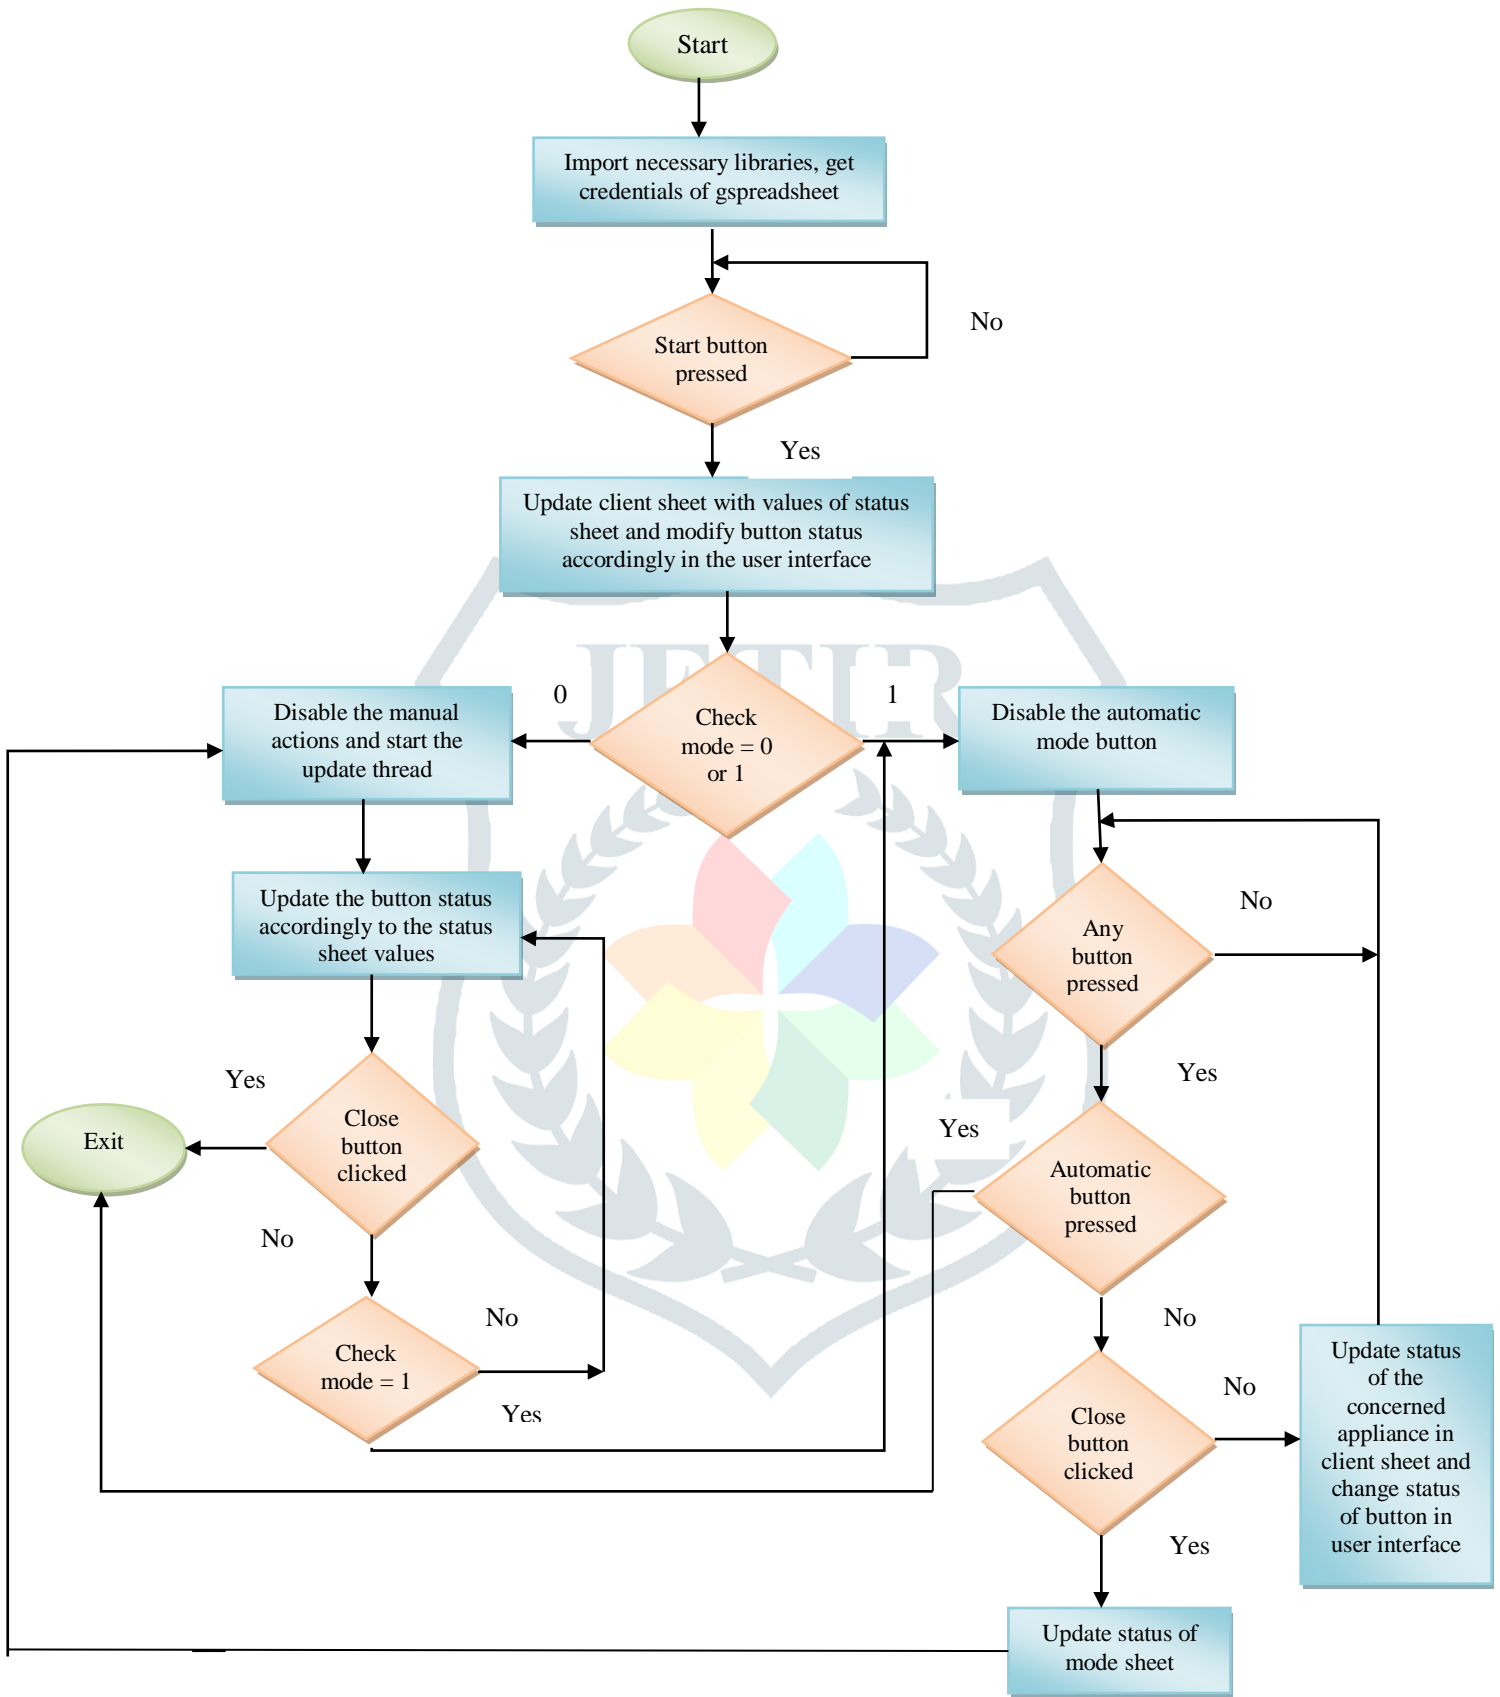 Start
Import necessary libraries, get
credentials of gspreadsheet
No
Start button
pressed
Yes
Update client sheet with values of status
sheet and modify button status
accordingly in the user interface
JETIR
0
1
Disable the manual
actions and start the
update thread
Check
mode = 0
or 1
Disable the automatic
mode button
Update the button status
accordingly to the status
sheet values
No
Any
button
pressed
Yes
Yes
Exit
Close
button
clicked
Yes
Automatic
button
pressed
No
No
Check
mode = 1
Yes
No
No
Close
button
clicked
Update status
of the
concerned
appliance in
client sheet and
change status
of button in
user interface
Yes
Update status of
mode sheet